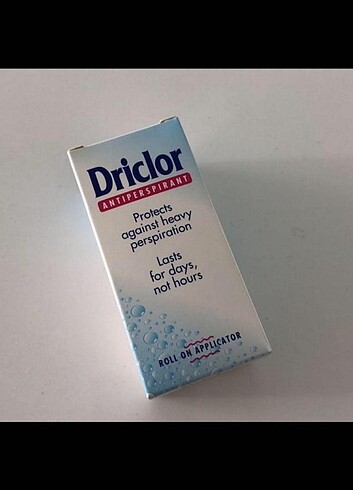 Driclor
ANTIPERSPIRANT
Protects
against heavy
perspiration
Lasts
for days,
not hours
ROLL ON APPLICATOR